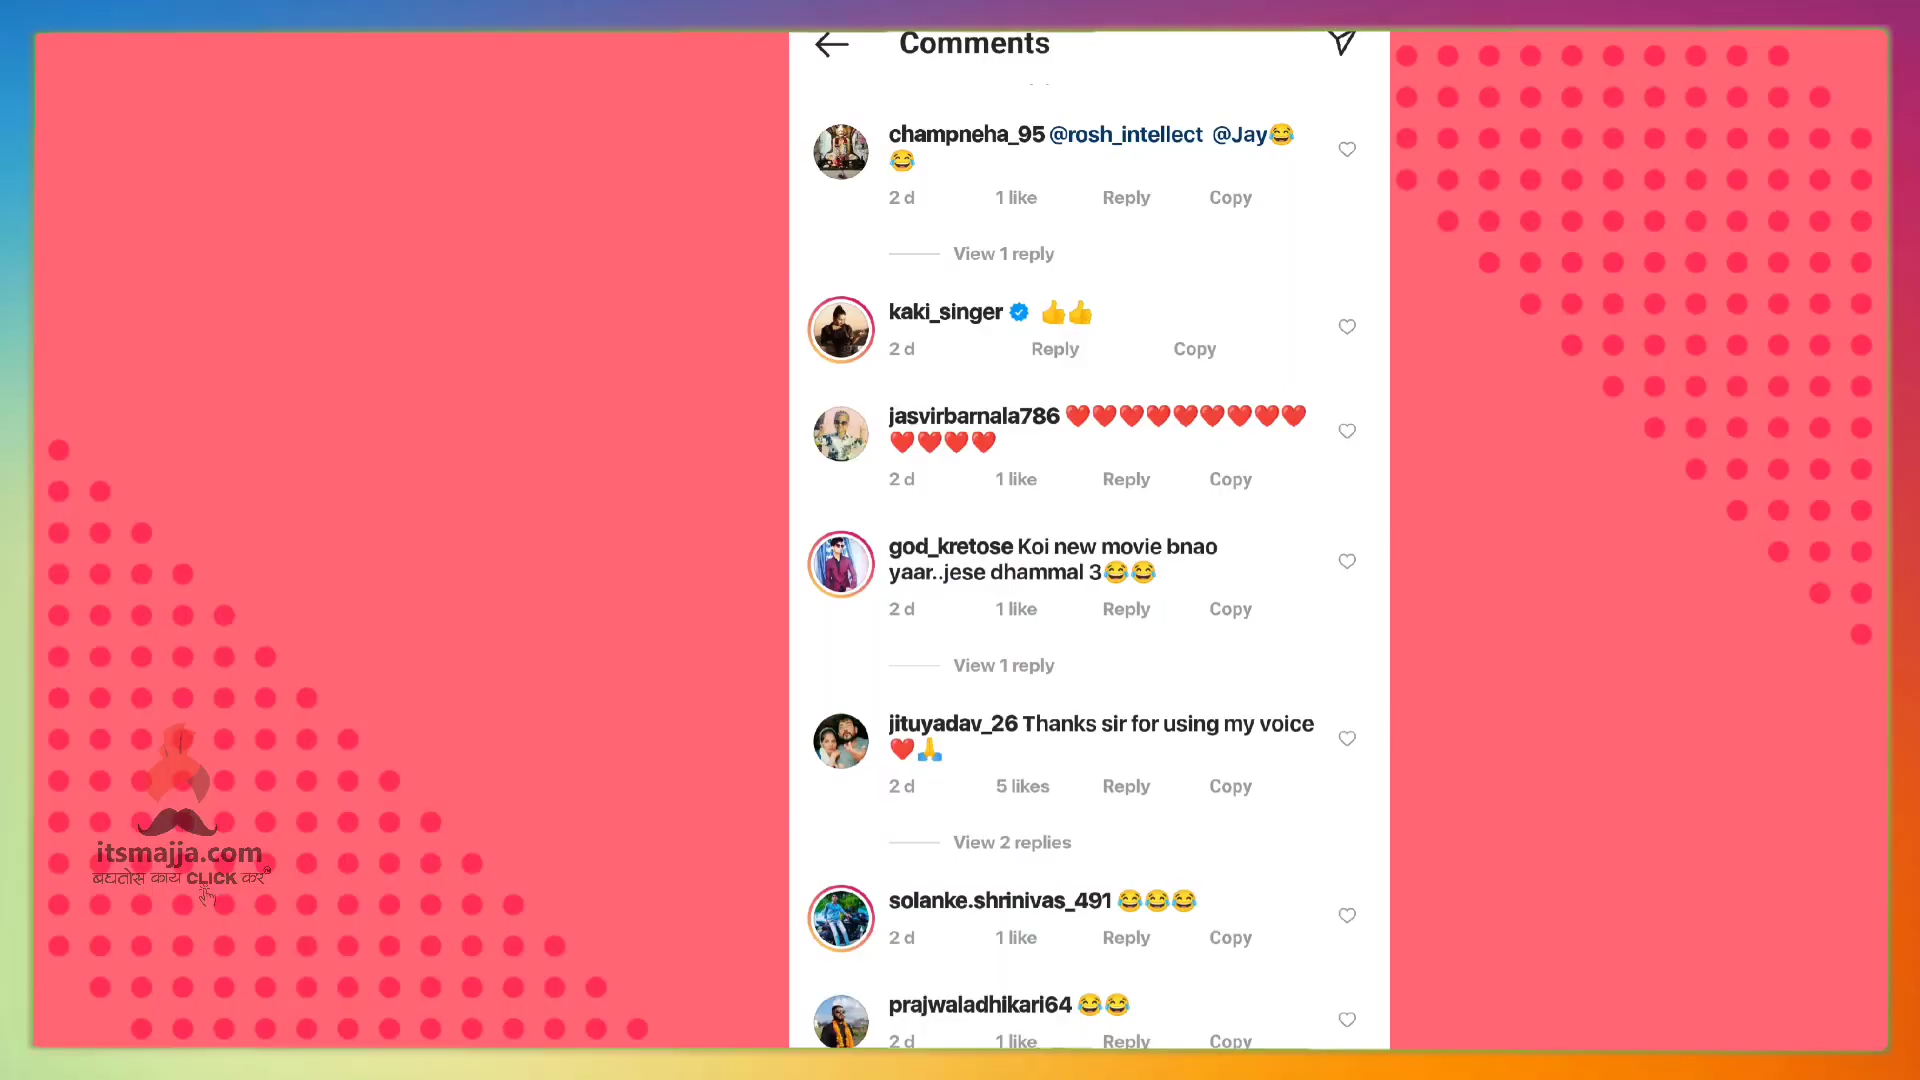 Comments
champneha_95 @rosh_intellect @Jay😂
😂
2 d 1 like Reply Copy
View 1 reply
kaki_singer 👍👍
2 d Reply Copy
jasvirbarnala786 ❤️❤️❤️❤️❤️❤️❤️❤️❤️
❤️❤️❤️❤️
2 d 1 like Reply Copy
god_kretose Koi new movie bnao
yaar..jese dhammal 3😂😂
2 d 1 like Reply Copy
View 1 reply
jituyadav_26 Thanks sir for using my voice
❤️🙏
2 d 5 likes Reply Copy
View 2 replies
solanke.shrinivas_491 😂😂😂
2 d 1 like Reply Copy
prajwaladhikari64 😂😂
2 d 1 like Reply Copy
itsmajja.com
बघतोस काय CLICK कर